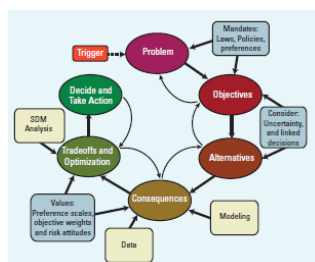 Trigger
Problem
Mandates:
Laws, Policies,
preferences
Decide and
Take Action
Objectives
SDM
Analysis
Consider:
Uncertainty,
and linked
decisions
Tradeoffs and
Optimization
Alternatives
Values:
Preference scales,
objective weights
and risk attitudes
Consequences
Modeling
Data